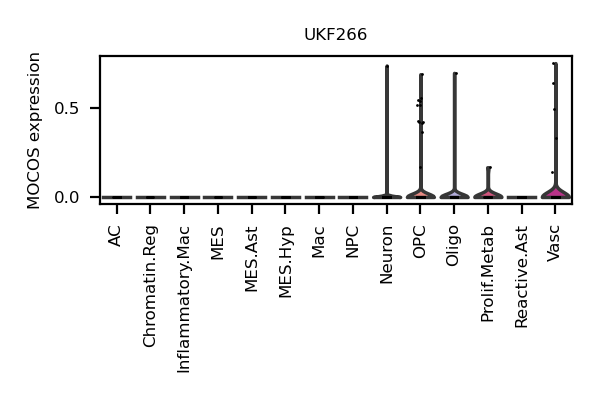 UKF266
MOCOS expression
0.5
0.0
AC
Chromatin.Reg
Inflammatory.Mac
MES
MES.Ast
MES.Hyp
Mac
NPC
Neuron
OPC
Oligo
Prolif.Metab
Reactive.Ast
Vasc